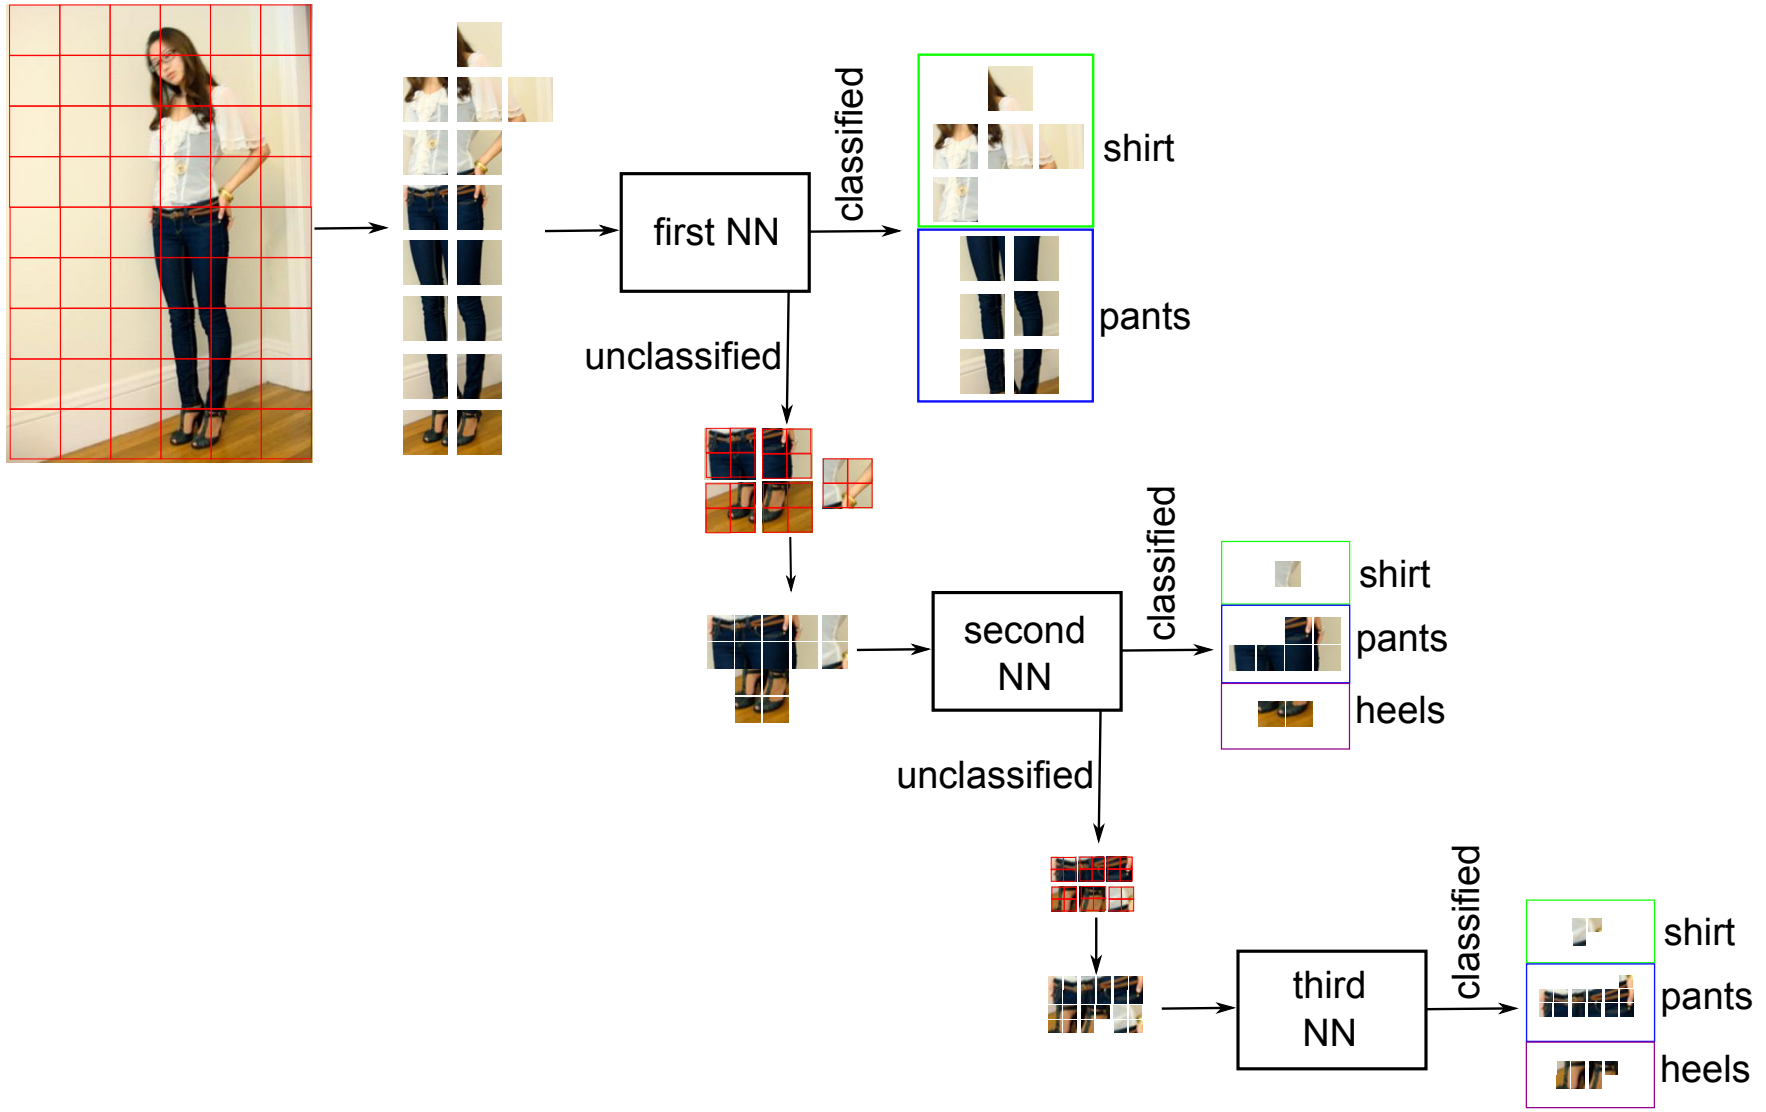 classified
shirt
first NN
pants
unclassified
classified
shirt
second
NN
pants
heels
unclassified
classified
shirt
third
NN
pants
heels